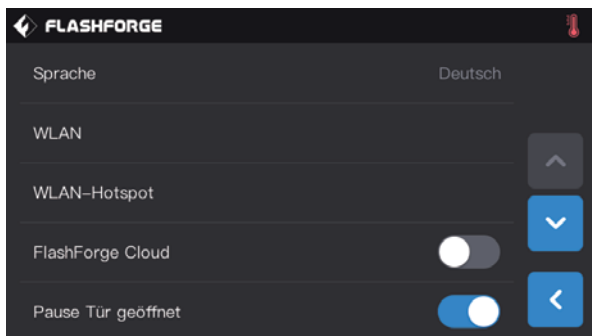 FLASHFORGE
Sprache Deutsch
WLAN
WLAN-Hotspot
FlashForge Cloud
Pause Tür geöffnet